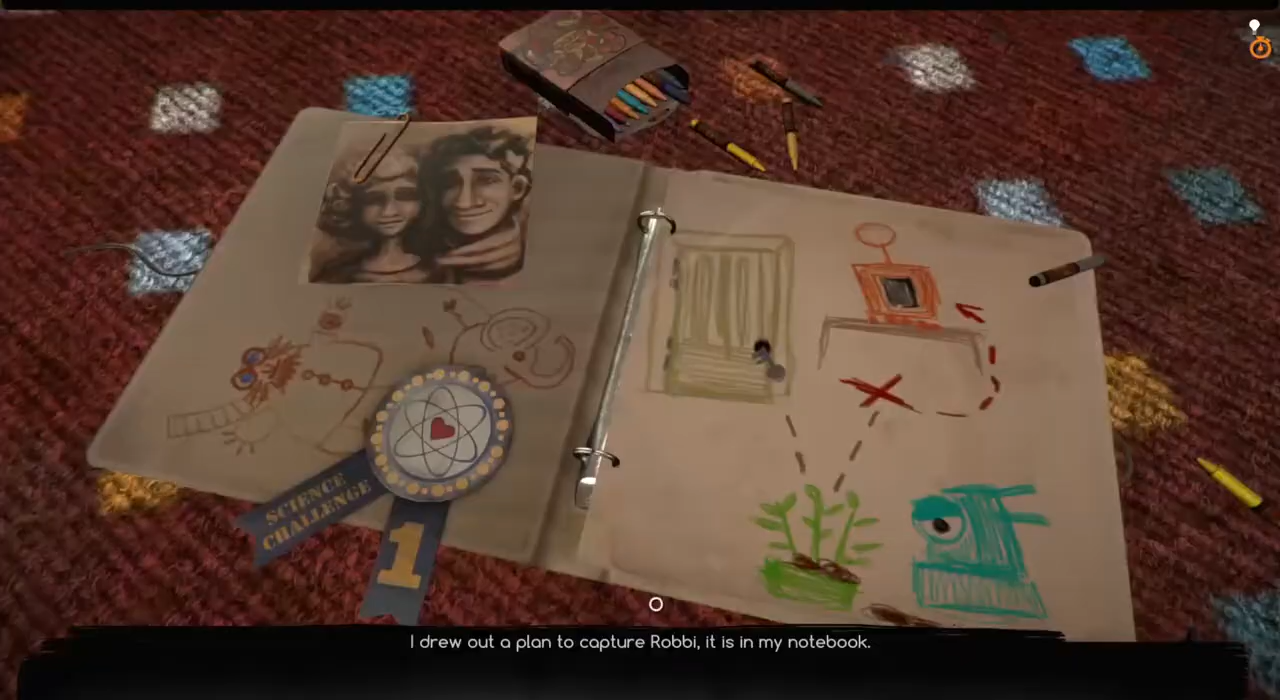 SCIENCE
CHALLENGE
1
I drew out a plan to capture Robbi, it is in my notebook.